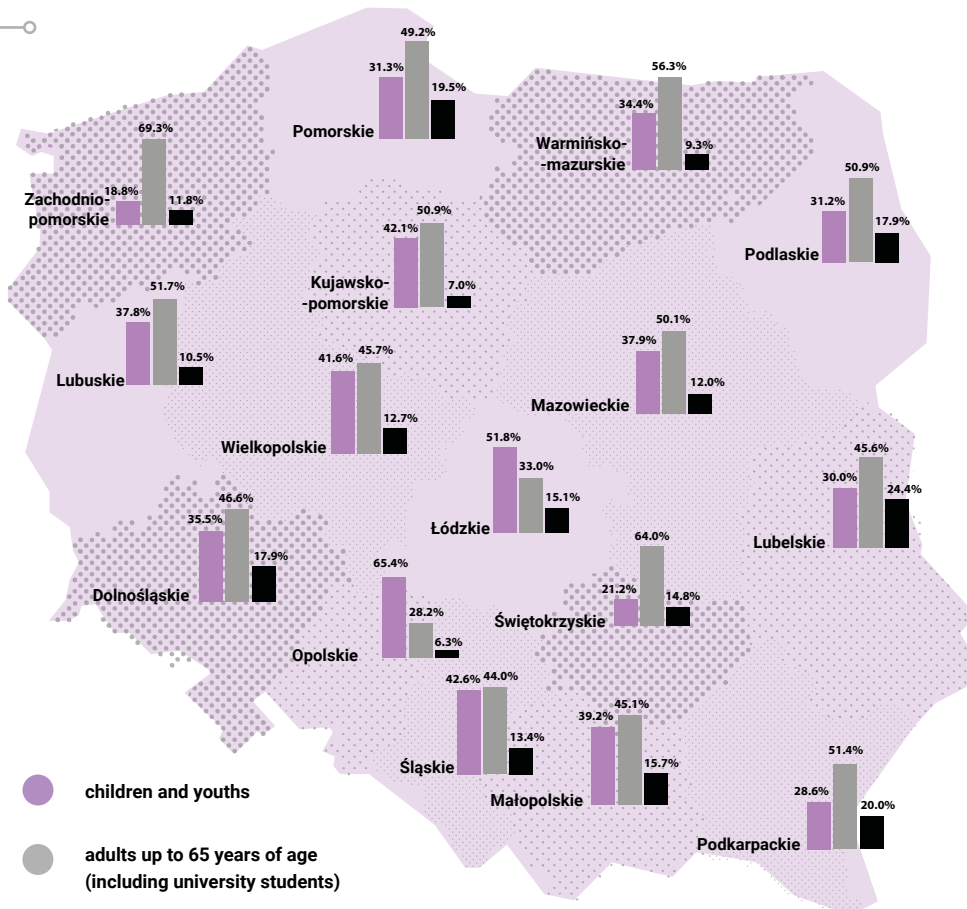 49.2%
31.3%
19.5%
Pomorskie
56.3%
34.4%
9.3%
Warmińsko-
-mazurskie
69.3%
18.8%
11.8%
Zachodnio-
pomorskie
50.9%
31.2%
17.9%
Podlaskie
50.9%
42.1%
7.0%
Kujawsko-
-pomorskie
51.7%
37.8%
10.5%
Lubuskie
50.1%
37.9%
12.0%
Mazowieckie
41.6%
45.7%
12.7%
Wielkopolskie
51.8%
33.0%
15.1%
Łódzkie
45.6%
30.0%
24.4%
Lubelskie
46.6%
35.5%
17.9%
Dolnośląskie
64.0%
21.2%
14.8%
Świętokrzyskie
65.4%
28.2%
6.3%
Opolskie
42.6%
44.0%
13.4%
Śląskie
39.2%
45.1%
15.7%
Małopolskie
51.4%
28.6%
20.0%
Podkarpackie
children and youths
adults up to 65 years of age
(including university students)